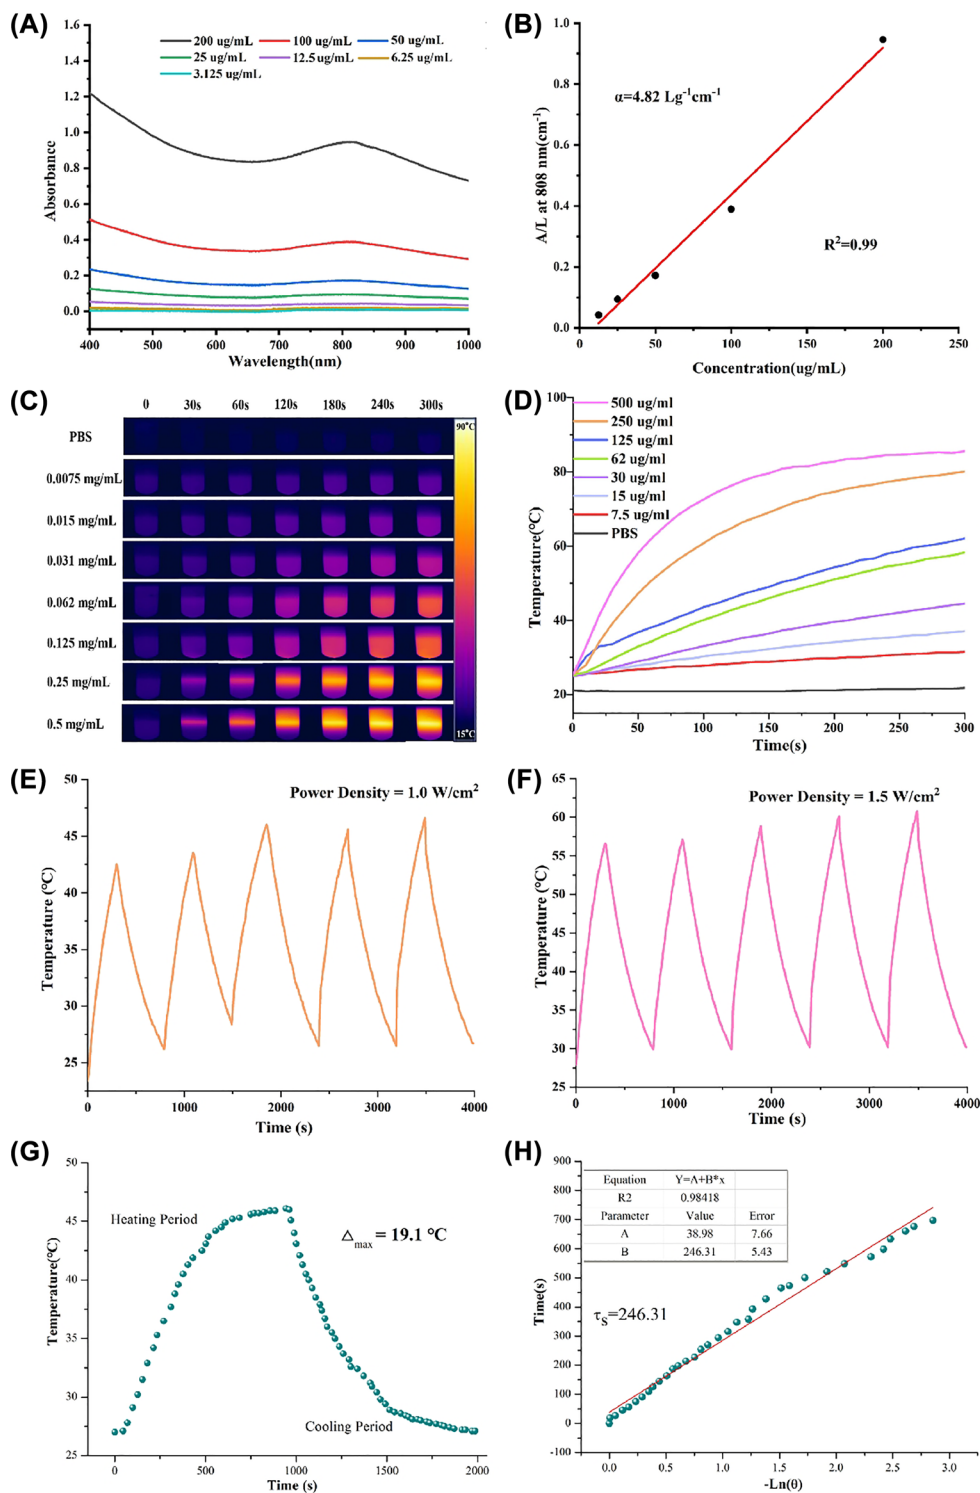 (A)
1.6
1.4
1.2
1.0
0.8
0.6
0.4
0.2
0.0
Absorbance
200 ug/mL 100 ug/mL 50 ug/mL
25 ug/mL 12.5 ug/mL 6.25 ug/mL
3.125 ug/mL
400 500 600 700 800 900 1000
Wavelength(nm)
(B)
1.0
0.8
0.6
0.4
0.2
0.0
A/L at 808 nm(cm⁻¹)
α=4.82 Lg⁻¹cm⁻¹
R²=0.99
0 50 100 150 200 250
Concentration(ug/mL)
(C)
0 30s 60s 120s 180s 240s 300s
PBS
0.0075 mg/mL
0.015 mg/mL
0.031 mg/mL
0.062 mg/mL
0.125 mg/mL
0.25 mg/mL
0.5 mg/mL
90°C
15°C
(D)
100
80
60
40
20
Temperature(°C)
500 ug/ml
250 ug/ml
125 ug/ml
62 ug/ml
30 ug/ml
15 ug/ml
7.5 ug/ml
PBS
0 50 100 150 200 250 300
Time(s)
(E)
50
45
40
35
30
25
Temperature (°C)
Power Density = 1.0 W/cm²
0 1000 2000 3000 4000
Time (s)
(F)
65
60
55
50
45
40
35
30
25
Temperature (°C)
Power Density = 1.5 W/cm²
0 1000 2000 3000 4000
Time (s)
(G)
50
45
40
35
30
25
Temperature(°C)
Heating Period
△max = 19.1 °C
Cooling Period
0 500 1000 1500 2000
Time (s)
(H)
900
800
700
600
500
400
300
200
100
0
-100
Time(s)
Equation Y=A+B*x
R2 0.98418
Parameter Value Error
A 38.98 7.66
B 246.31 5.43
τs=246.31
0.0 0.5 1.0 1.5 2.0 2.5 3.0
-Ln(θ)